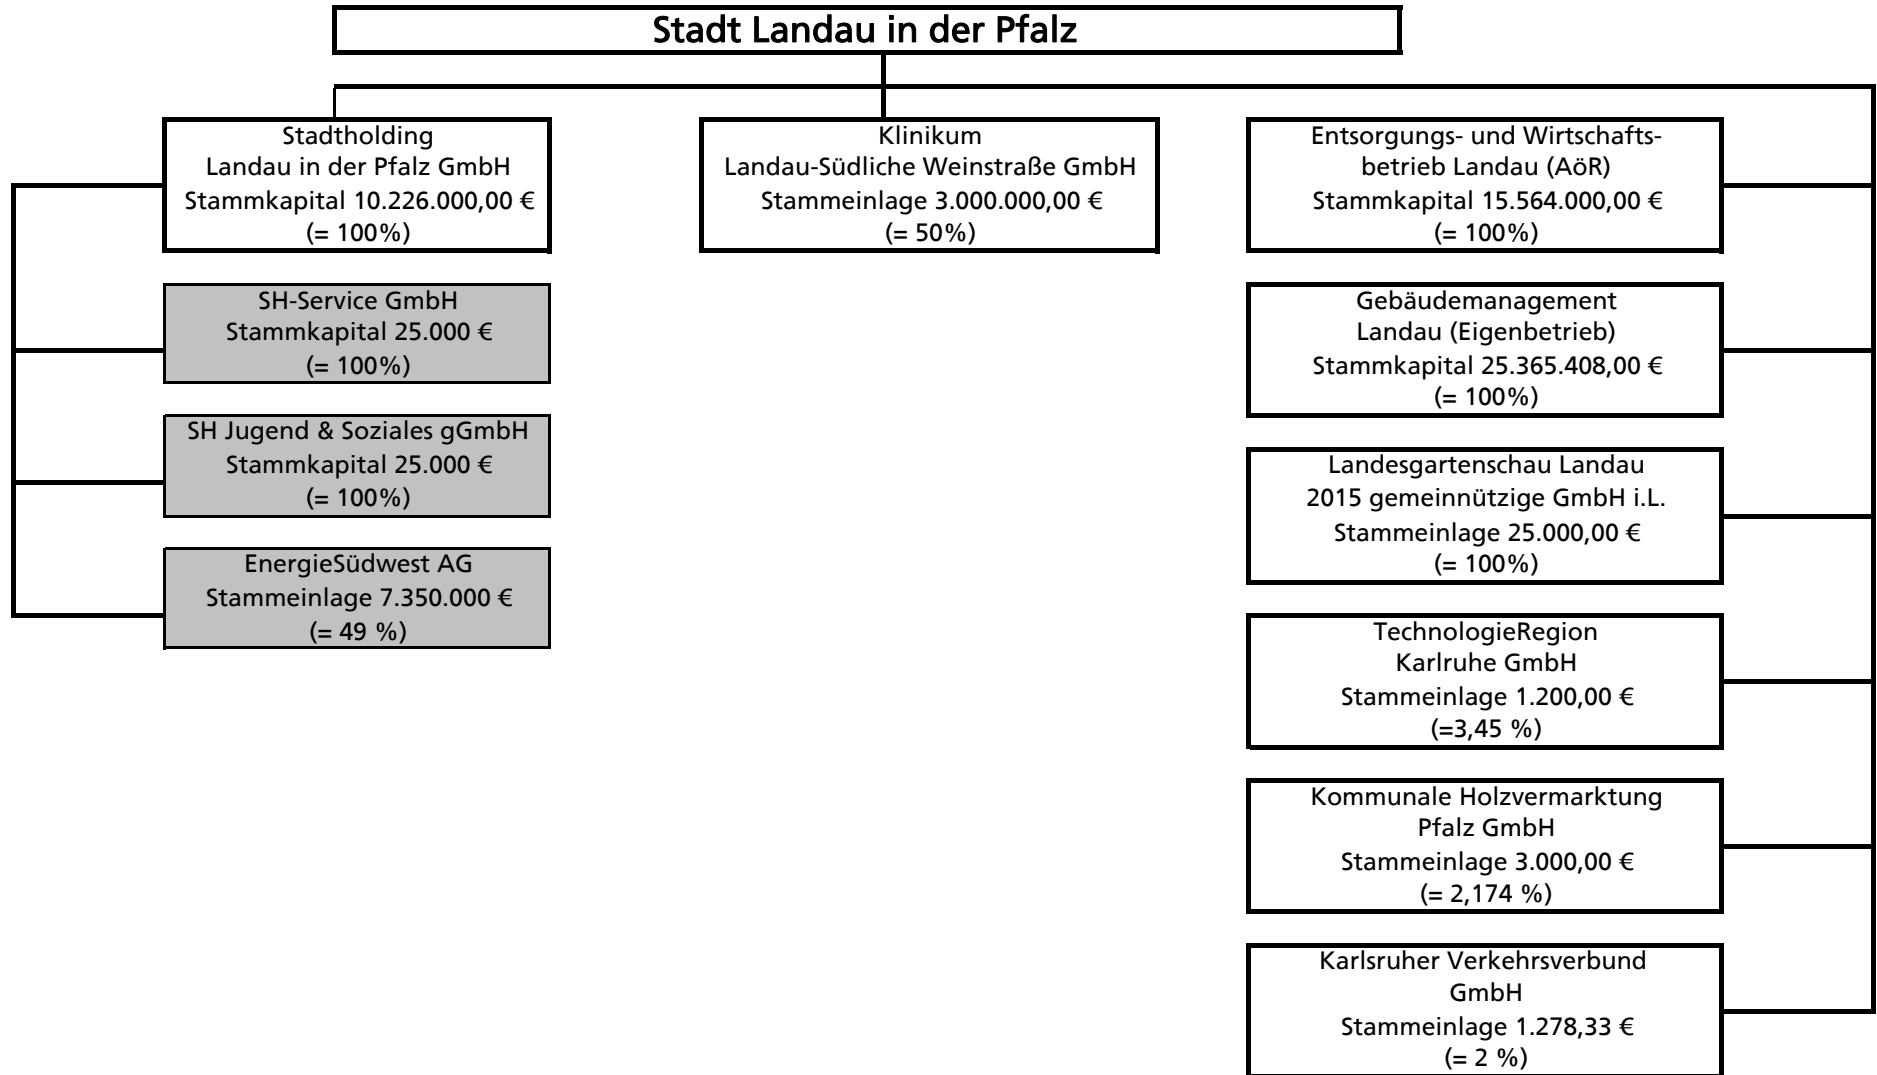 Stadt Landau in der Pfalz
Stadtholding
Landau in der Pfalz GmbH
Stammkapital 10.226.000,00 €
(= 100%)
SH-Service GmbH
Stammkapital 25.000 €
(= 100%)
SH Jugend & Soziales gGmbH
Stammkapital 25.000 €
(= 100%)
EnergieSüdwest AG
Stammeinlage 7.350.000 €
(= 49 %)
Klinikum
Landau-Südliche Weinstraße GmbH
Stammeinlage 3.000.000,00 €
(= 50%)
Entsorgungs- und Wirtschafts-
betrieb Landau (AöR)
Stammkapital 15.564.000,00 €
(= 100%)
Gebäudemanagement
Landau (Eigenbetrieb)
Stammkapital 25.365.408,00 €
(= 100%)
Landesgartenschau Landau
2015 gemeinnützige GmbH i.L.
Stammeinlage 25.000,00 €
(= 100%)
TechnologieRegion
Karlruhe GmbH
Stammeinlage 1.200,00 €
(=3,45 %)
Kommunale Holzvermarktung
Pfalz GmbH
Stammeinlage 3.000,00 €
(= 2,174 %)
Karlsruher Verkehrsverbund
GmbH
Stammeinlage 1.278,33 €
(= 2 %)